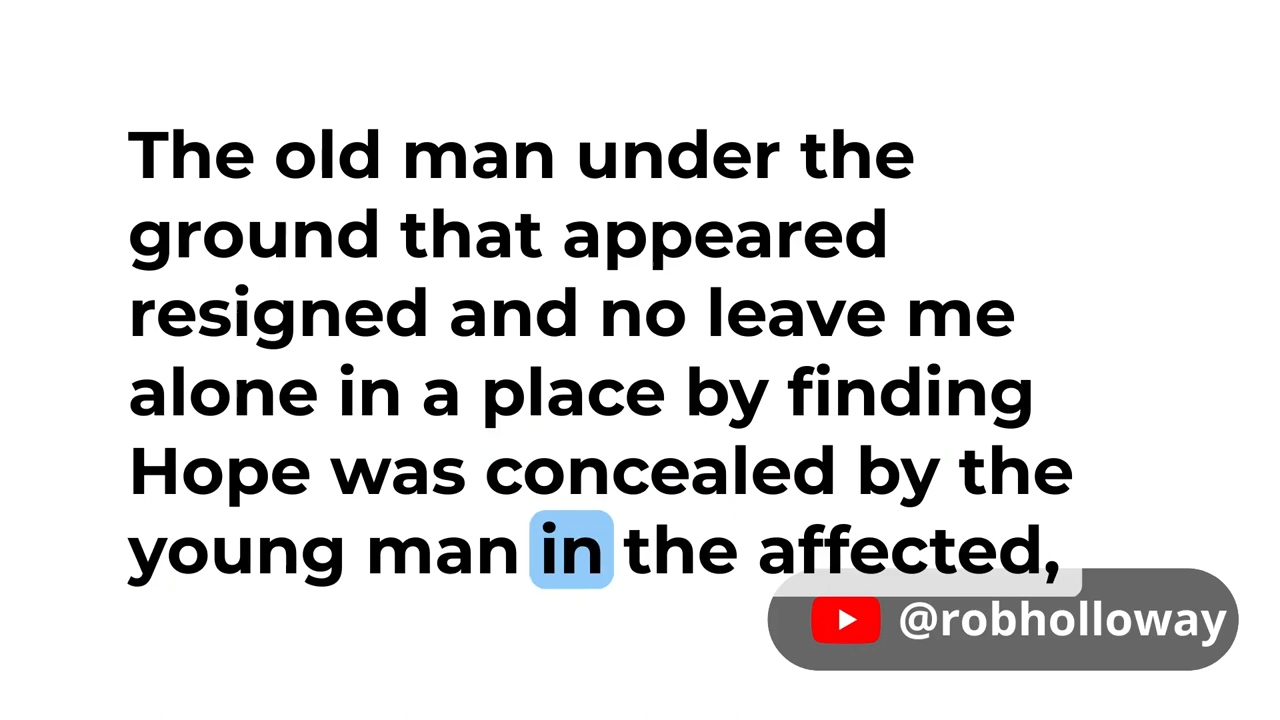 The old man under the
ground that appeared
resigned and no leave me
alone in a place by finding
Hope was concealed by the
young man in the affected,
@robholloway